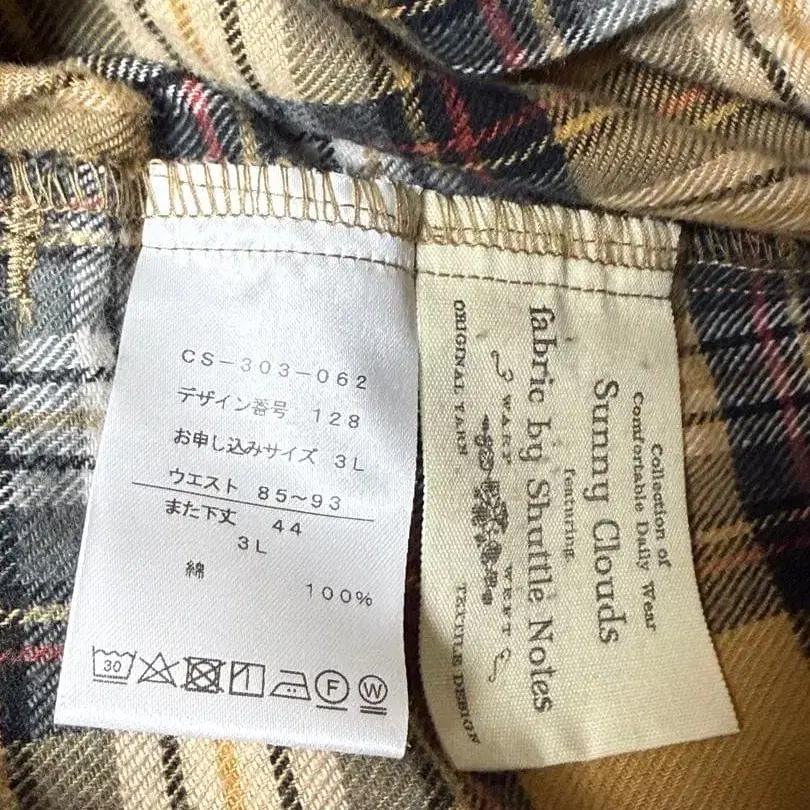 CS-303-062
デザイン番号 128
お申し込みサイズ 3L
ウエスト 85~93
また下丈 44
3L
綿 100%
30
F
W
Collection of
Comfortable Daily Wear
Sunny Clouds
Featuring
fabric by Shuttle Notes
WARP WEFT
ORIGINAL YARN TEXTILE DESIGN